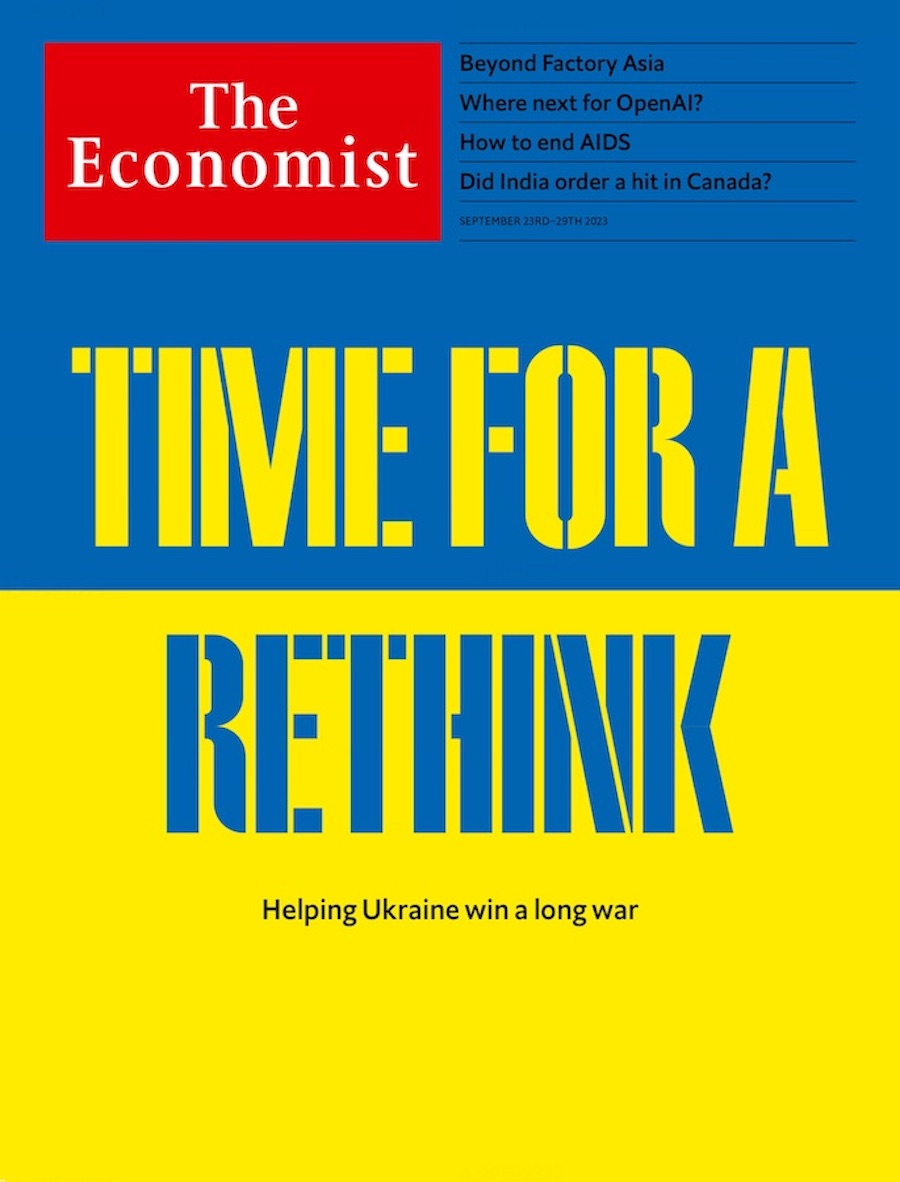 The
Economist
Beyond Factory Asia
Where next for OpenAI?
How to end AIDS
Did India order a hit in Canada?
SEPTEMBER 23RD–29TH 2023
TIME FOR A
RETHINK
Helping Ukraine win a long war